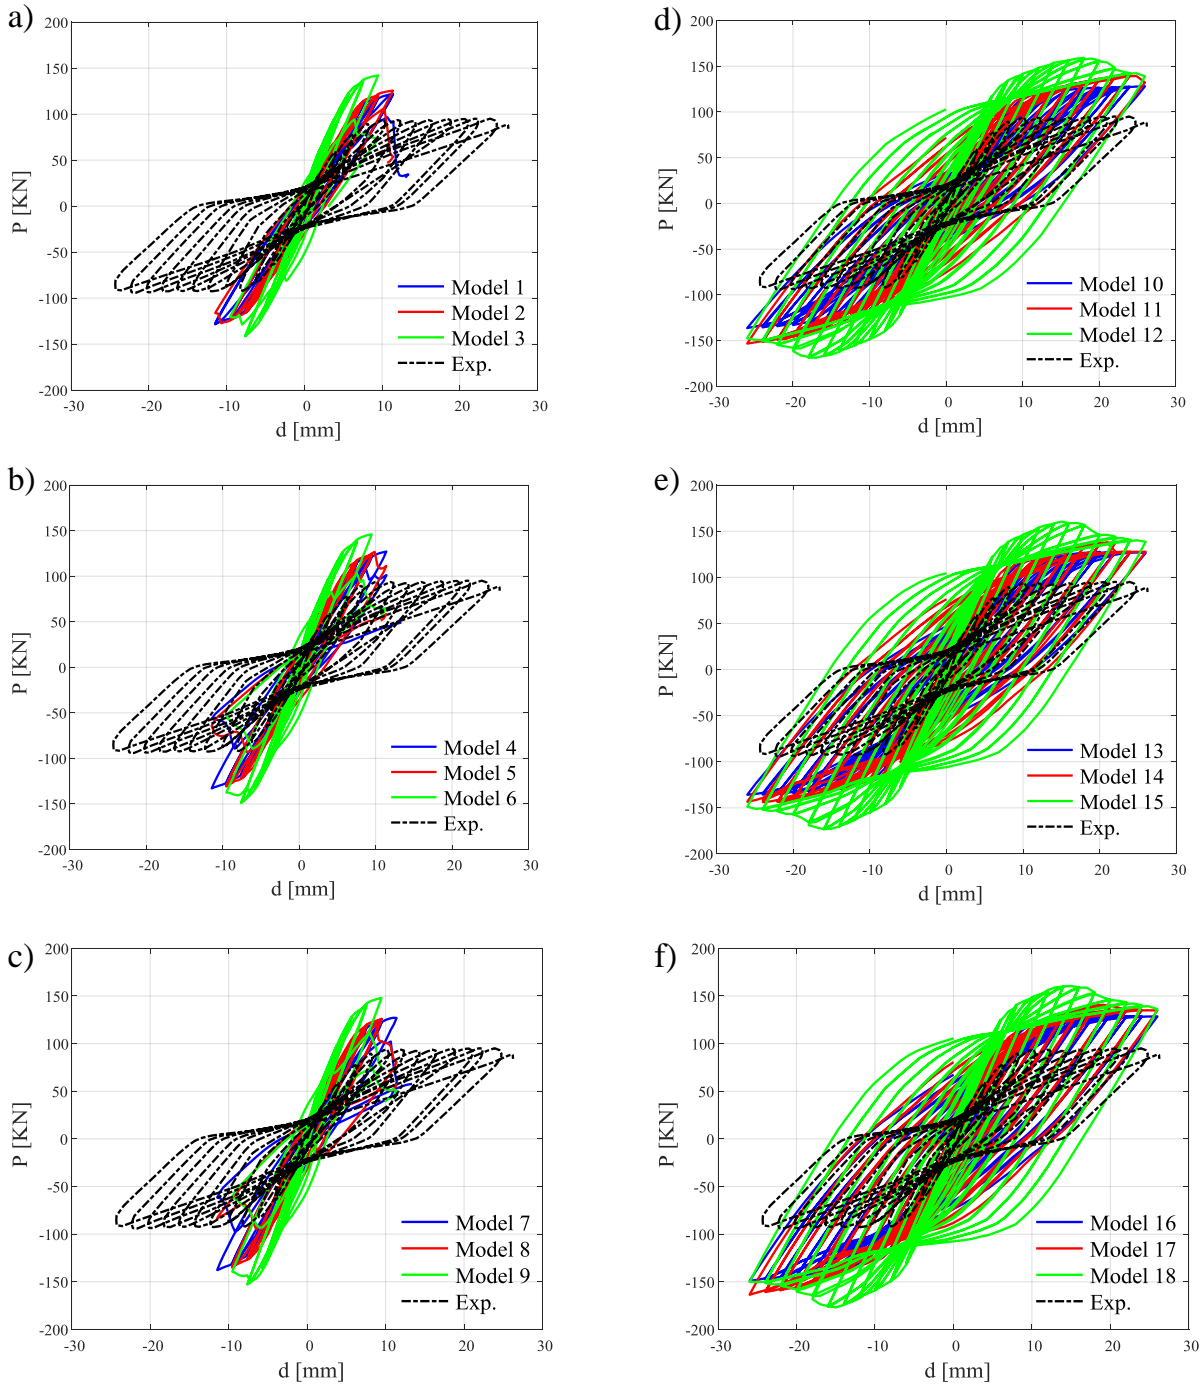 a)
200
150
100
50
0
-50
-100
-150
-200
P [KN]
-30 -20 -10 0 10 20 30
d [mm]
Model 1
Model 2
Model 3
Exp.
d)
200
150
100
50
0
-50
-100
-150
-200
P [KN]
-30 -20 -10 0 10 20 30
d [mm]
Model 10
Model 11
Model 12
Exp.
b)
200
150
100
50
0
-50
-100
-150
-200
P [KN]
-30 -20 -10 0 10 20 30
d [mm]
Model 4
Model 5
Model 6
Exp.
e)
200
150
100
50
0
-50
-100
-150
-200
P [KN]
-30 -20 -10 0 10 20 30
d [mm]
Model 13
Model 14
Model 15
Exp.
c)
200
150
100
50
0
-50
-100
-150
-200
P [KN]
-30 -20 -10 0 10 20 30
d [mm]
Model 7
Model 8
Model 9
Exp.
f)
200
150
100
50
0
-50
-100
-150
-200
P [KN]
-30 -20 -10 0 10 20 30
d [mm]
Model 16
Model 17
Model 18
Exp.